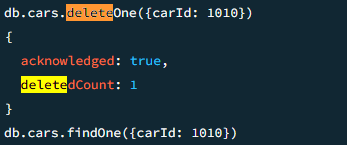 db.cars.deleteOne({carId: 1010})
{
acknowledged: true,
deletedCount: 1
}
db.cars.findOne({carId: 1010})